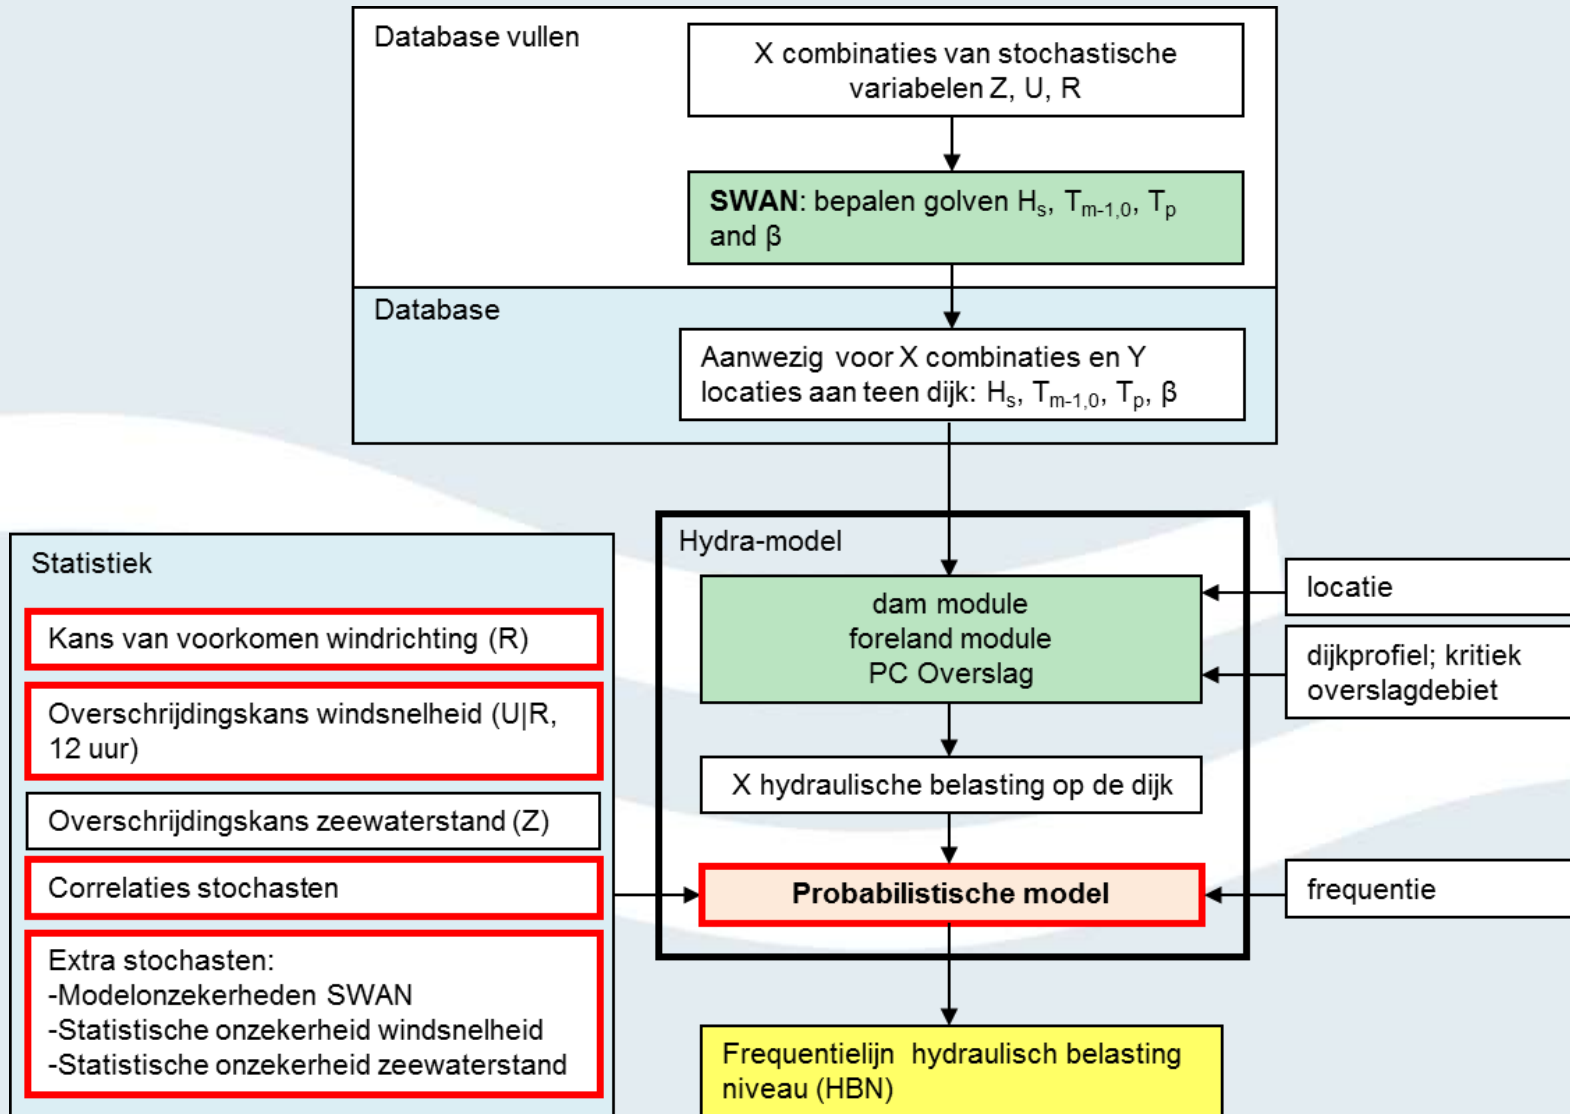 Database vullen
X combinaties van stochastische
variabelen Z, U, R
SWAN: bepalen golven Hs, Tm-1,0, Tp
and β
Database
Aanwezig voor X combinaties en Y
locaties aan teen dijk: Hs, Tm-1,0, Tp, β
Statistiek
Kans van voorkomen windrichting (R)
Overschrijdingskans windsnelheid (U|R,
12 uur)
Overschrijdingskans zeewaterstand (Z)
Correlaties stochasten
Extra stochasten:
-Modelonzekerheden SWAN
-Statistische onzekerheid windsnelheid
-Statistische onzekerheid zeewaterstand
Hydra-model
dam module
foreland module
PC Overslag
X hydraulische belasting op de dijk
Probabilistische model
locatie
dijkprofiel; kritiek
overslagdebiet
frequentie
Frequentielijn hydraulisch belasting
niveau (HBN)